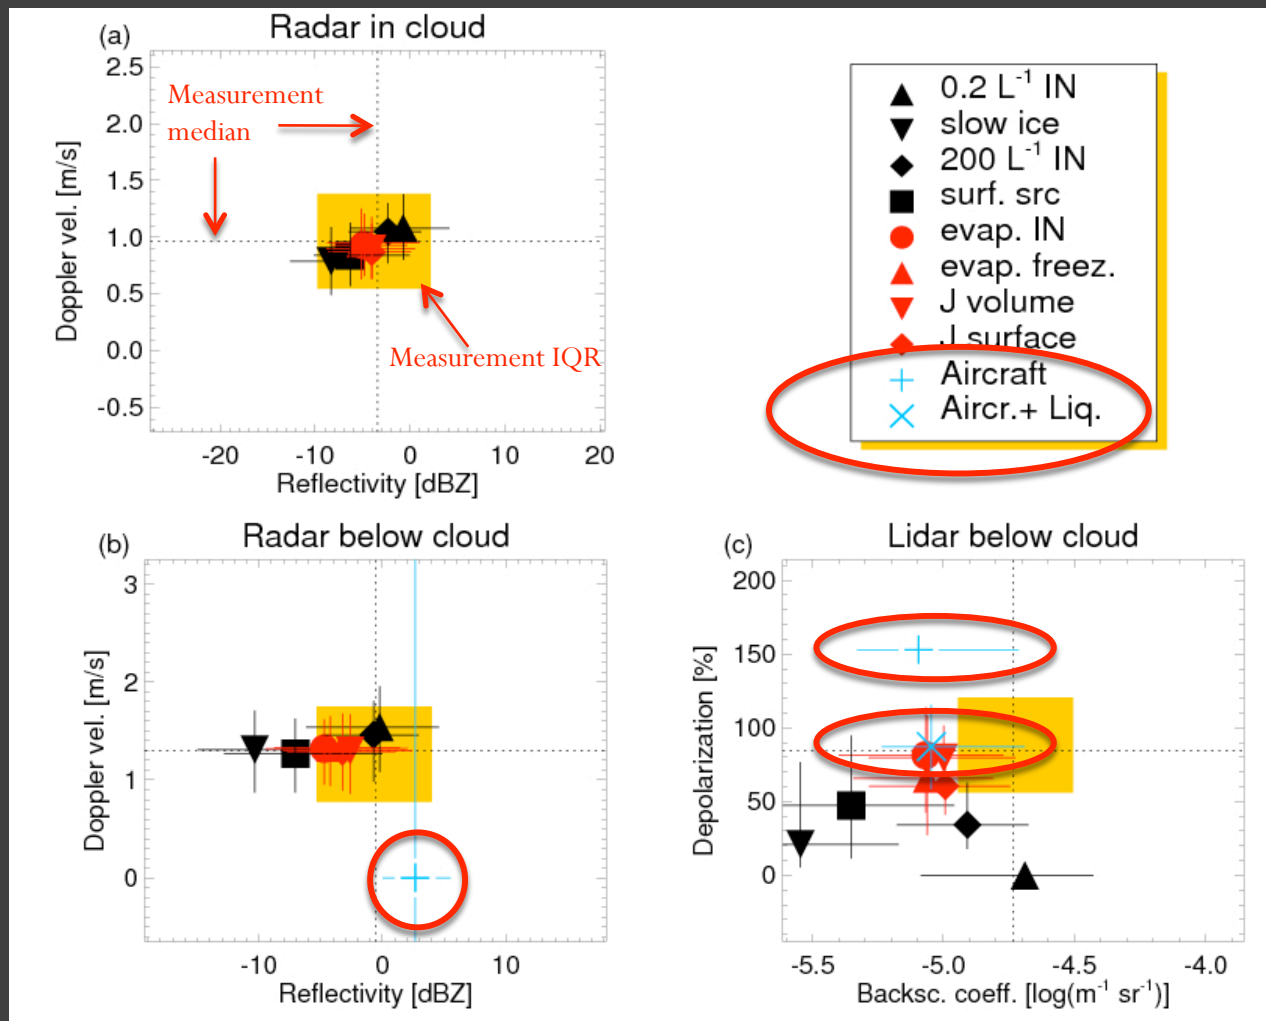 (a)
Radar in cloud
2.5
2.0
1.5
1.0
0.5
0.0
-0.5
Doppler vel. [m/s]
Measurement
median
Measurement IQR
-20 -10 0 10 20
Reflectivity [dBZ]
0.2 L⁻¹ IN
slow ice
200 L⁻¹ IN
surf. src
evap. IN
evap. freez.
J volume
J surface
Aircraft
Aircr.+ Liq.
(b)
Radar below cloud
3
2
1
0
Doppler vel. [m/s]
-10 0 10
Reflectivity [dBZ]
(c)
Lidar below cloud
200
150
100
50
0
Depolarization [%]
-5.5 -5.0 -4.5 -4.0
Backsc. coeff. [log(m⁻¹ sr⁻¹)]